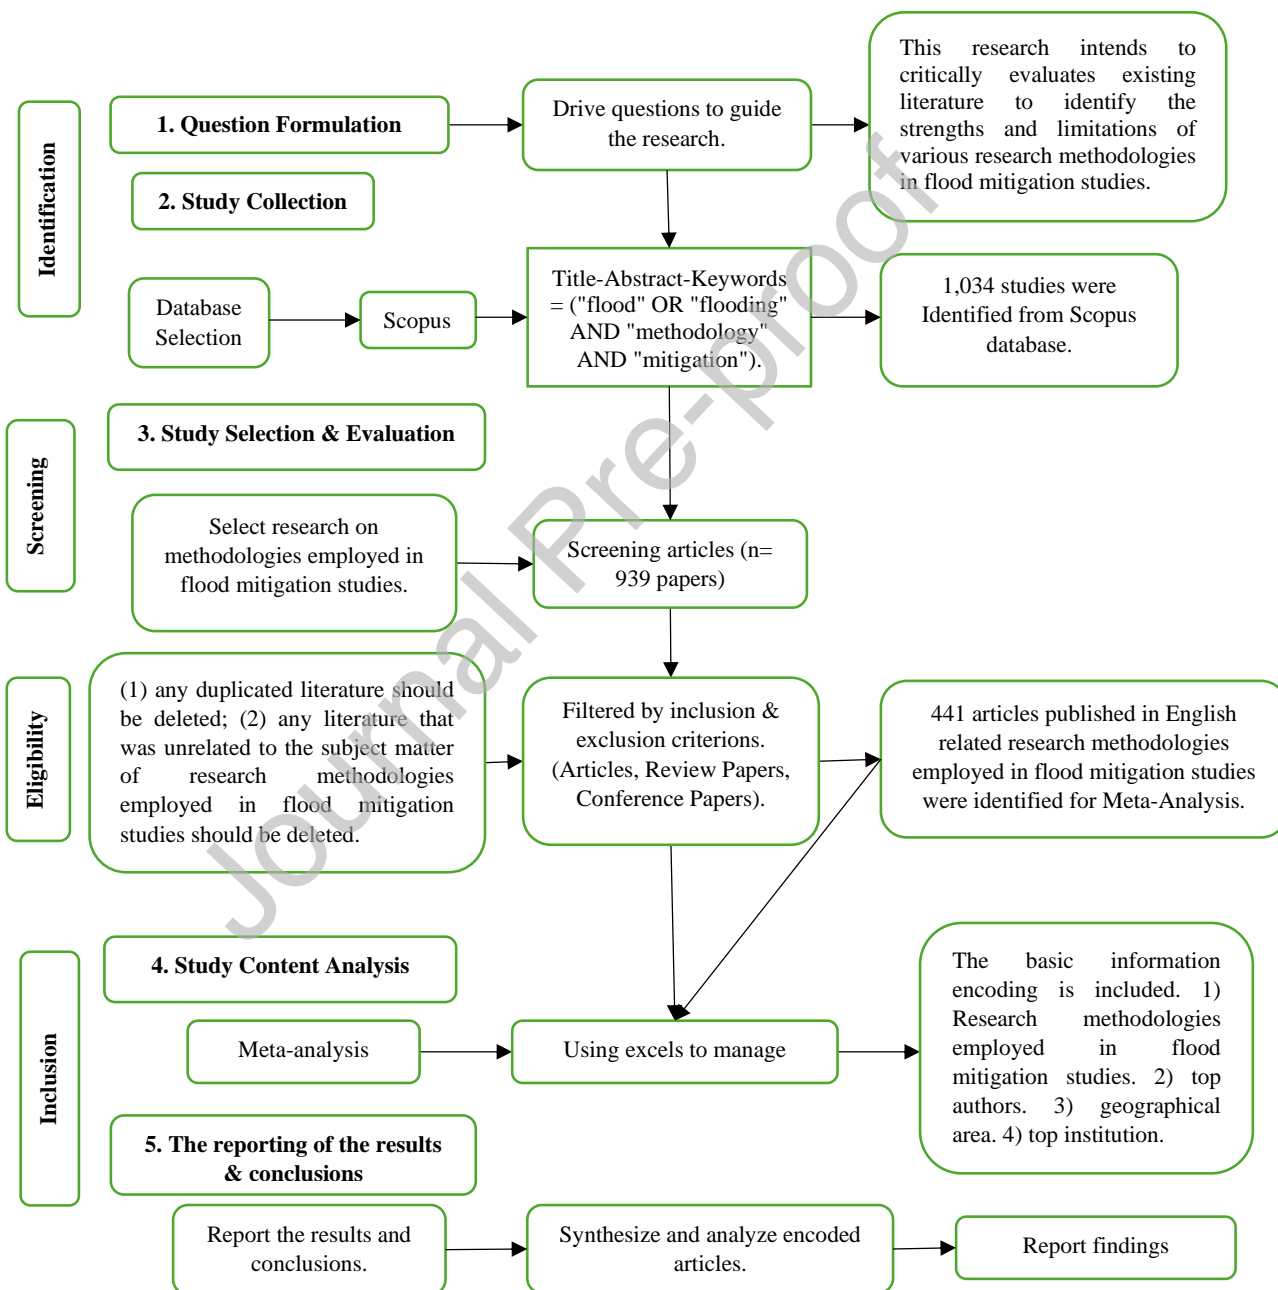 Identification
1. Question Formulation
Drive questions to guide
the research.
This research intends to
critically evaluates existing
literature to identify the
strengths and limitations of
various research methodologies
in flood mitigation studies.
2. Study Collection
Database
Selection
Scopus
Title-Abstract-Keywords
= ("flood" OR "flooding"
AND "methodology"
AND "mitigation").
1,034 studies were
Identified from Scopus
database.
Screening
3. Study Selection & Evaluation
Select research on
methodologies employed in
flood mitigation studies.
Screening articles (n=
939 papers)
Eligibility
(1) any duplicated literature should
be deleted; (2) any literature that
was unrelated to the subject matter
of research methodologies
employed in flood mitigation
studies should be deleted.
Filtered by inclusion &
exclusion criterions.
(Articles, Review Papers,
Conference Papers).
441 articles published in English
related research methodologies
employed in flood mitigation studies
were identified for Meta-Analysis.
Inclusion
4. Study Content Analysis
Meta-analysis
Using excels to manage
The basic information
encoding is included. 1)
Research methodologies
employed in flood
mitigation studies. 2) top
authors. 3) geographical
area. 4) top institution.
5. The reporting of the results
& conclusions
Report the results and
conclusions.
Synthesize and analyze encoded
articles.
Report findings
Journal Pre-proof